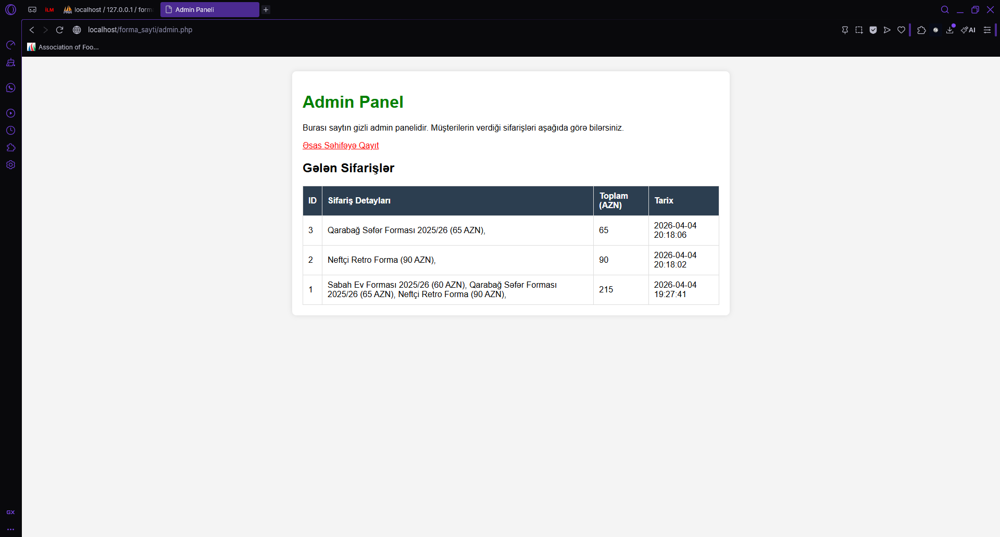 İLM
localhost / 127.0.0.1 / forma
Admin Paneli
localhost/forma_sayti/admin.php
AI
Association of Foo...
Admin Panel
Burası saytın gizli admin panelidir. Müşterilerin verdiği sifarişləri aşağıda görə bilərsiniz.
Əsas Səhifəyə Qayıt
Gələn Sifarişlər
ID Sifariş Detayları Toplam (AZN) Tarix
3 Qarabağ Səfər Forması 2025/26 (65 AZN), 65 2026-04-04 20:18:06
2 Neftçi Retro Forma (90 AZN), 90 2026-04-04 20:18:02
1 Sabah Ev Forması 2025/26 (60 AZN), Qarabağ Səfər Forması 2025/26 (65 AZN), Neftçi Retro Forma (90 AZN), 215 2026-04-04 19:27:41
GX